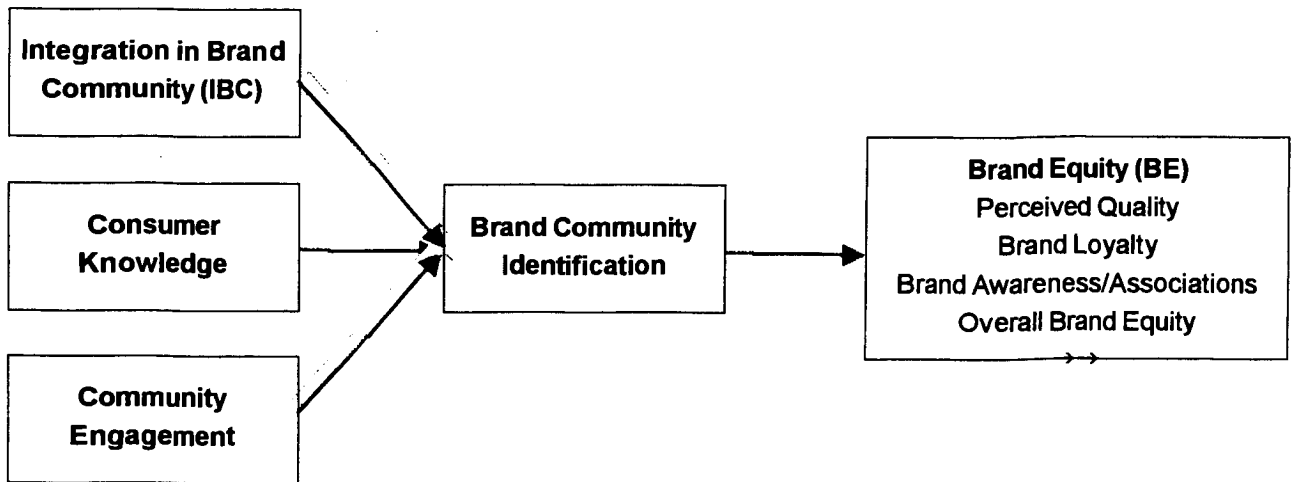 Integration in Brand
Community (IBC)
Consumer
Knowledge
Community
Engagement
Brand Community
Identification
Brand Equity (BE)
Perceived Quality
Brand Loyalty
Brand Awareness/Associations
Overall Brand Equity